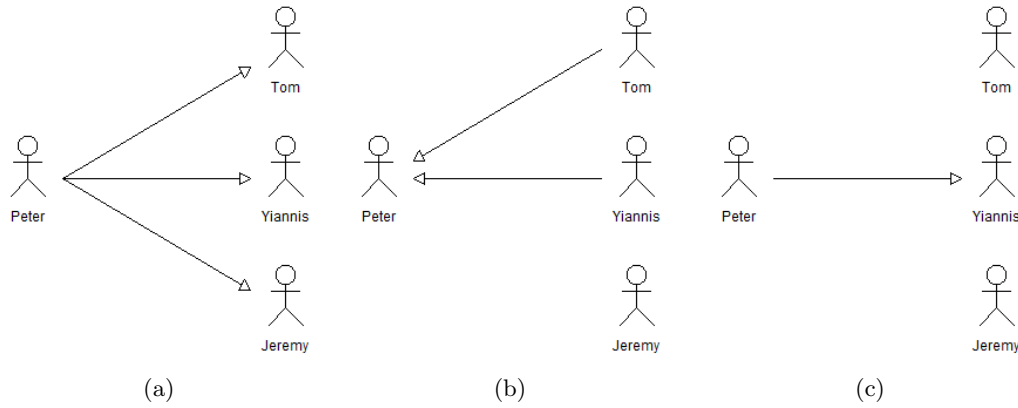 Tom
Peter
Yiannis
Jeremy
(a)
Tom
Peter
Yiannis
Jeremy
(b)
Tom
Peter
Yiannis
Jeremy
(c)